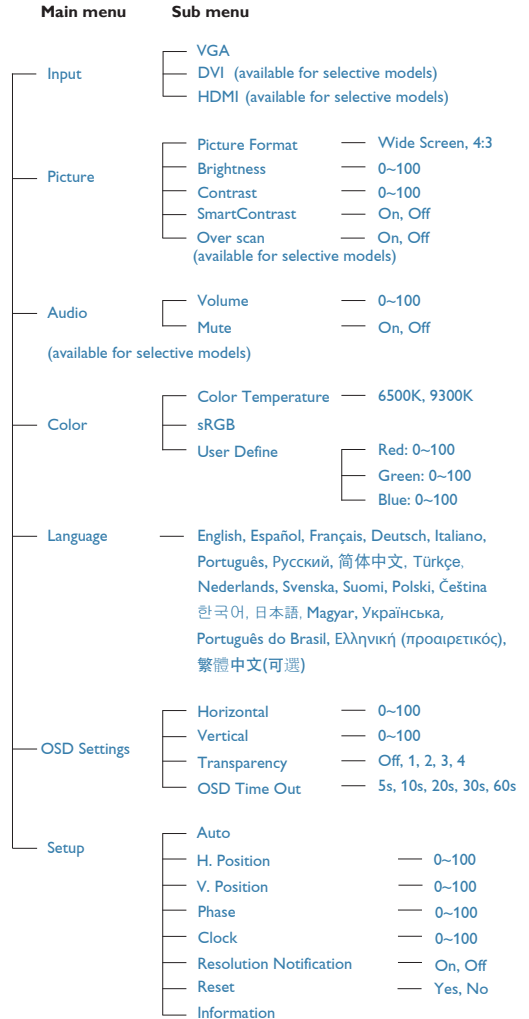 Main menu Sub menu
VGA
Input DVI (available for selective models)
HDMI (available for selective models)
Picture Format Wide Screen, 4:3
Picture Brightness 0~100
Contrast 0~100
SmartContrast On, Off
Over scan On, Off
(available for selective models)
Volume 0~100
Audio
Mute On, Off
(available for selective models)
Color Temperature 6500K, 9300K
Color sRGB
User Define Red: 0~100
Green: 0~100
Blue: 0~100
Language English, Español, Français, Deutsch, Italiano,
Português, Русский, 简体中文, Türkçe,
Nederlands, Svenska, Suomi, Polski, Čeština
한국어, 日本語, Magyar, Українська,
Português do Brasil, Ελληνική (προαιρετικός),
繁體中文(可選)
Horizontal 0~100
Vertical 0~100
OSD Settings
Transparency Off, 1, 2, 3, 4
OSD Time Out 5s, 10s, 20s, 30s, 60s
Auto
Setup
H. Position 0~100
V. Position 0~100
Phase 0~100
Clock 0~100
Resolution Notification On, Off
Reset Yes, No
Information